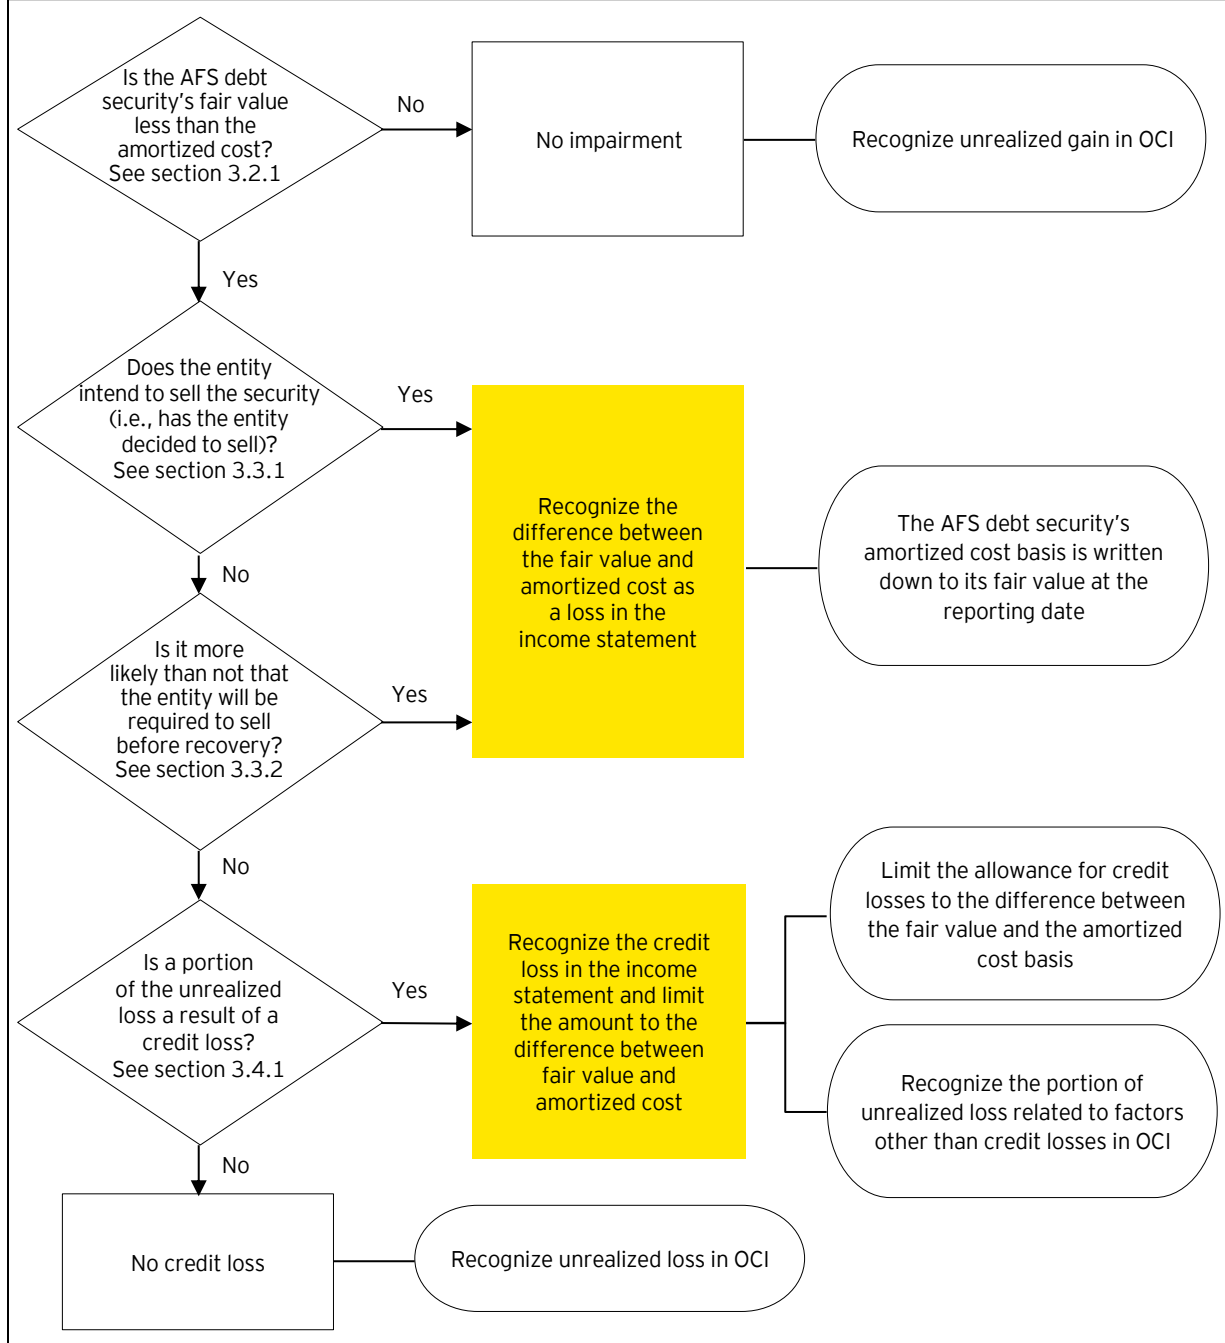 Is the AFS debt
security's fair value
less than the
amortized cost?
See section 3.2.1
No
No impairment
Recognize unrealized gain in OCI
Yes
Does the entity
intend to sell the security
(i.e., has the entity
decided to sell)?
See section 3.3.1
Yes
Recognize the
difference between
the fair value and
amortized cost as
a loss in the
income statement
The AFS debt security's
amortized cost basis is written
down to its fair value at the
reporting date
No
Is it more
likely than not that
the entity will be
required to sell
before recovery?
See section 3.3.2
Yes
No
Is a portion
of the unrealized
loss a result of a
credit loss?
See section 3.4.1
Yes
Recognize the credit
loss in the income
statement and limit
the amount to the
difference between
fair value and
amortized cost
Limit the allowance for credit
losses to the difference between
the fair value and the amortized
cost basis
Recognize the portion of
unrealized loss related to factors
other than credit losses in OCI
No
No credit loss
Recognize unrealized loss in OCI